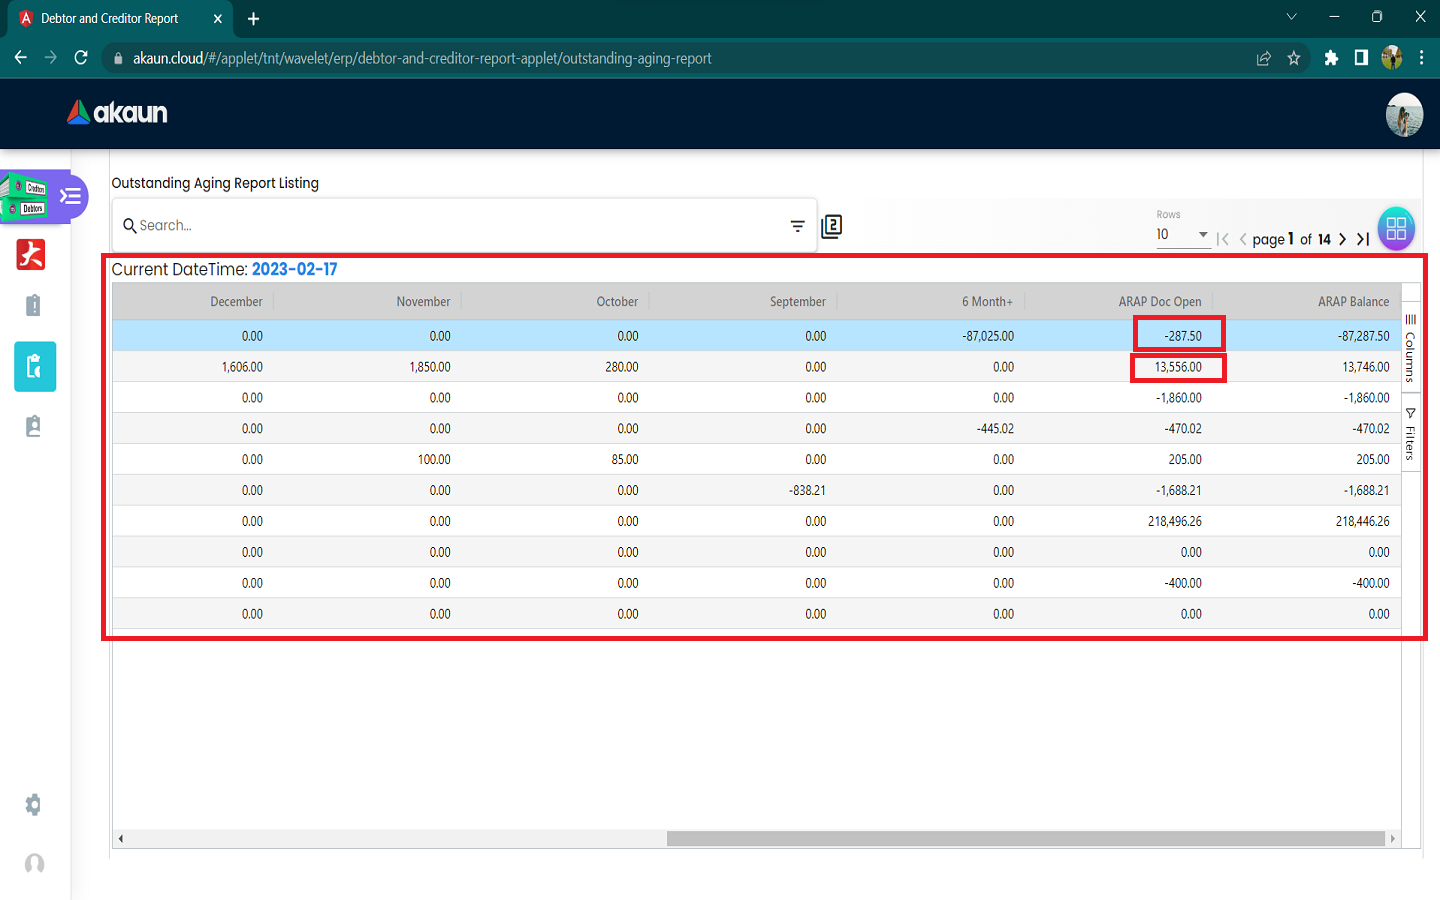 Debtor and Creditor Report
akaun.cloud/#/applet/tnt/wavelet/erp/debtor-and-creditor-report-applet/outstanding-aging-report
akaun
Creditors
Debtors
Outstanding Aging Report Listing
Search...
2
Rows
10
page 1 of 14
Current DateTime: 2023-02-17
December November October September 6 Month+ ARAP Doc Open ARAP Balance
0.00 0.00 0.00 0.00 -87,025.00 -287.50 -87,287.50
1,606.00 1,850.00 280.00 0.00 0.00 13,556.00 13,746.00
0.00 0.00 0.00 0.00 0.00 -1,860.00 -1,860.00
0.00 0.00 0.00 0.00 -445.02 -470.02 -470.02
0.00 100.00 85.00 0.00 0.00 205.00 205.00
0.00 0.00 0.00 -838.21 0.00 -1,688.21 -1,688.21
0.00 0.00 0.00 0.00 0.00 218,496.26 218,446.26
0.00 0.00 0.00 0.00 0.00 0.00 0.00
0.00 0.00 0.00 0.00 0.00 -400.00 -400.00
0.00 0.00 0.00 0.00 0.00 0.00 0.00
Columns
Filters